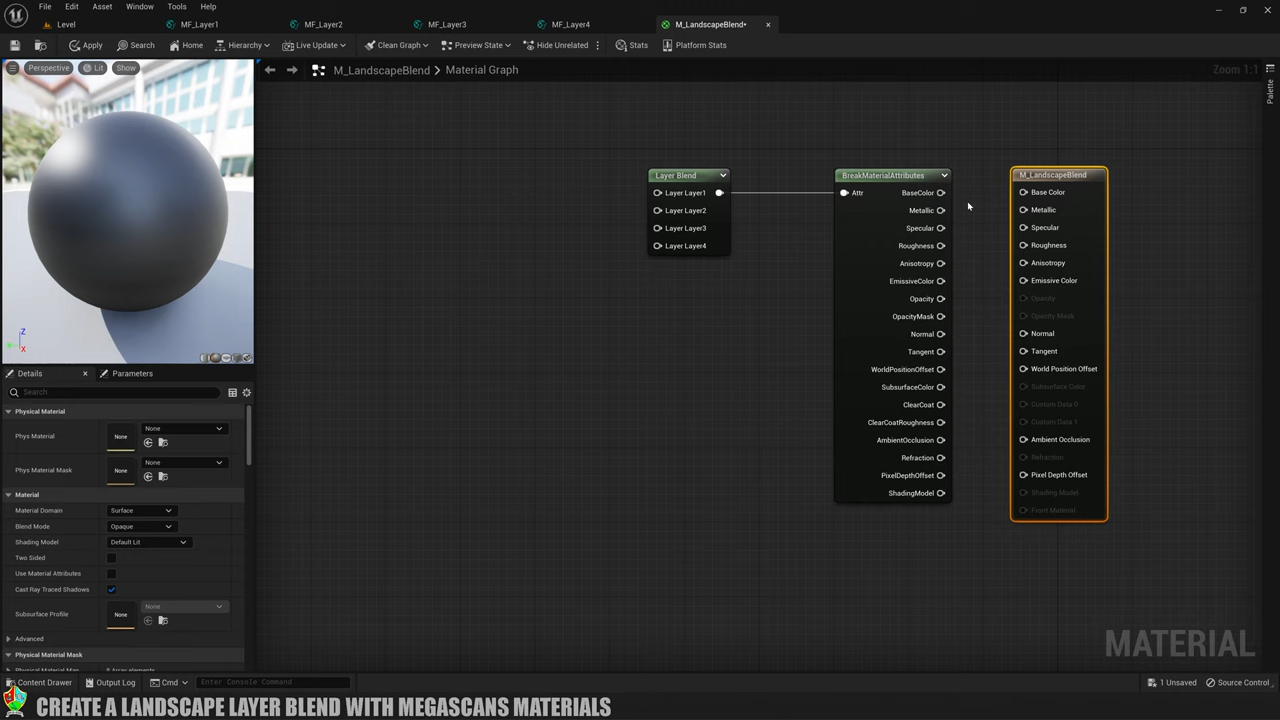 File Edit Asset Window Tools Help
Level MF_Layer1 MF_Layer2 MF_Layer3 MF_Layer4 M_LandscapeBlend*
Apply Search Home Hierarchy Live Update Clean Graph Preview State Hide Unrelated Stats Platform Stats
Perspective Lit Show
M_LandscapeBlend > Material Graph
Zoom 1:1
Palette
Layer Blend
Layer Layer1
Layer Layer2
Layer Layer3
Layer Layer4
BreakMaterialAttributes
Attr BaseColor
Metallic
Specular
Roughness
Anisotropy
EmissiveColor
Opacity
OpacityMask
Normal
Tangent
WorldPositionOffset
SubsurfaceColor
ClearCoat
ClearCoatRoughness
AmbientOcclusion
Refraction
PixelDepthOffset
ShadingModel
M_LandscapeBlend
Base Color
Metallic
Specular
Roughness
Anisotropy
Emissive Color
Opacity
Opacity Mask
Normal
Tangent
World Position Offset
Subsurface Color
Custom Data 0
Custom Data 1
Ambient Occlusion
Refraction
Pixel Depth Offset
Shading Model
Front Material
Z
X
Details Parameters
Search
Physical Material
Phys Material None None
Phys Material Mask None None
Material
Material Domain Surface
Blend Mode Opaque
Shading Model Default Lit
Two Sided
Use Material Attributes
Cast Ray Traced Shadows
Subsurface Profile None None
Advanced
Physical Material Mask
MATERIAL
Content Drawer Output Log Cmd Enter Console Command 1 Unsaved Source Control
CREATE A LANDSCAPE LAYER BLEND WITH MEGASCANS MATERIALS